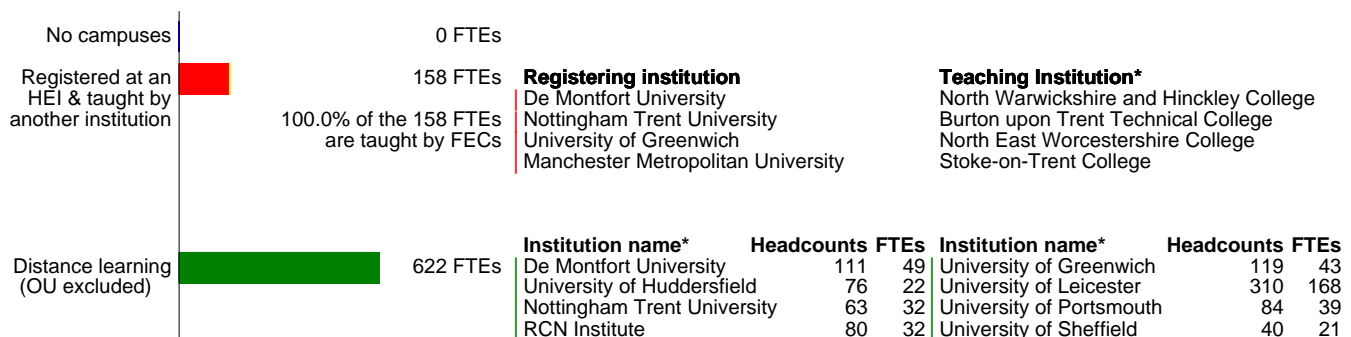 No campuses 0 FTEs
Registered at an HEI & taught by another institution
158 FTEs
100.0% of the 158 FTEs are taught by FECs
Registering institution Teaching Institution*
De Montfort University North Warwickshire and Hinckley College
Nottingham Trent University Burton upon Trent Technical College
University of Greenwich North East Worcestershire College
Manchester Metropolitan University Stoke-on-Trent College
Distance learning (OU excluded)
622 FTEs
Institution name* Headcounts FTEs Institution name* Headcounts FTEs
De Montfort University 111 49 University of Greenwich 119 43
University of Huddersfield 76 22 University of Leicester 310 168
Nottingham Trent University 63 32 University of Portsmouth 84 39
RCN Institute 80 32 University of Sheffield 40 21